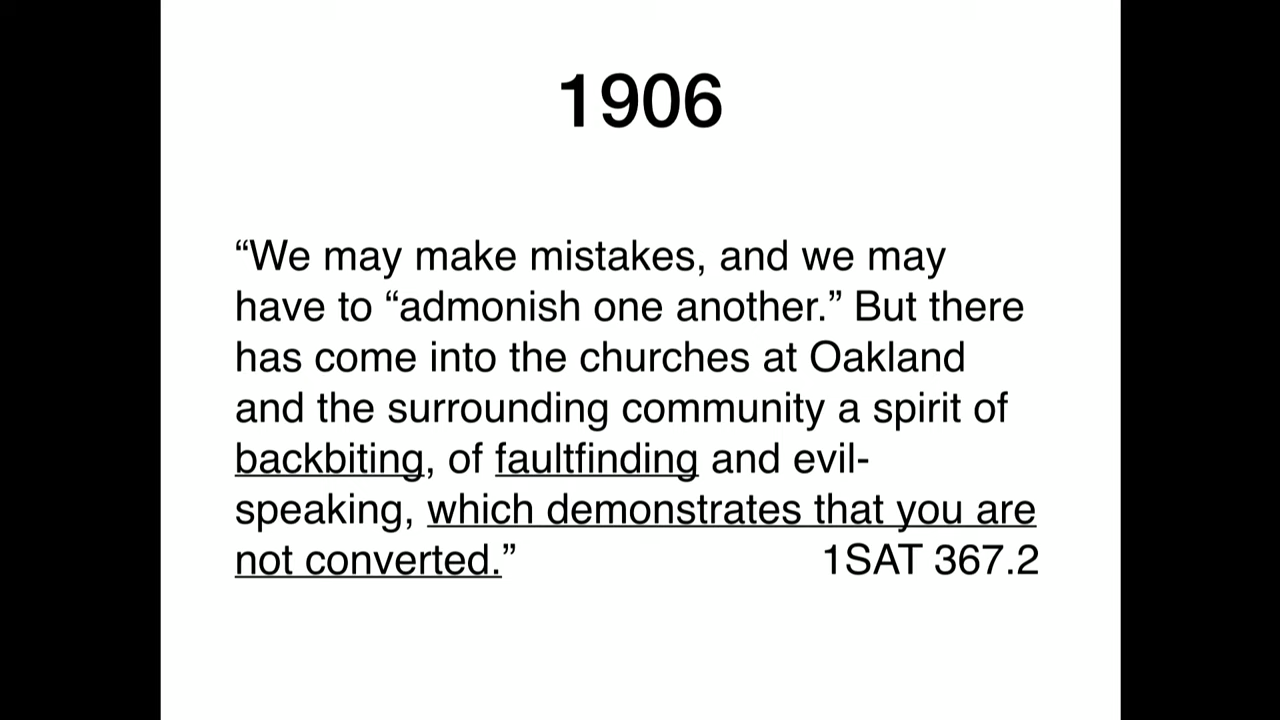 1906
“We may make mistakes, and we may
have to “admonish one another.” But there
has come into the churches at Oakland
and the surrounding community a spirit of
backbiting, of faultfinding and evil-
speaking, which demonstrates that you are
not converted.” 1SAT 367.2